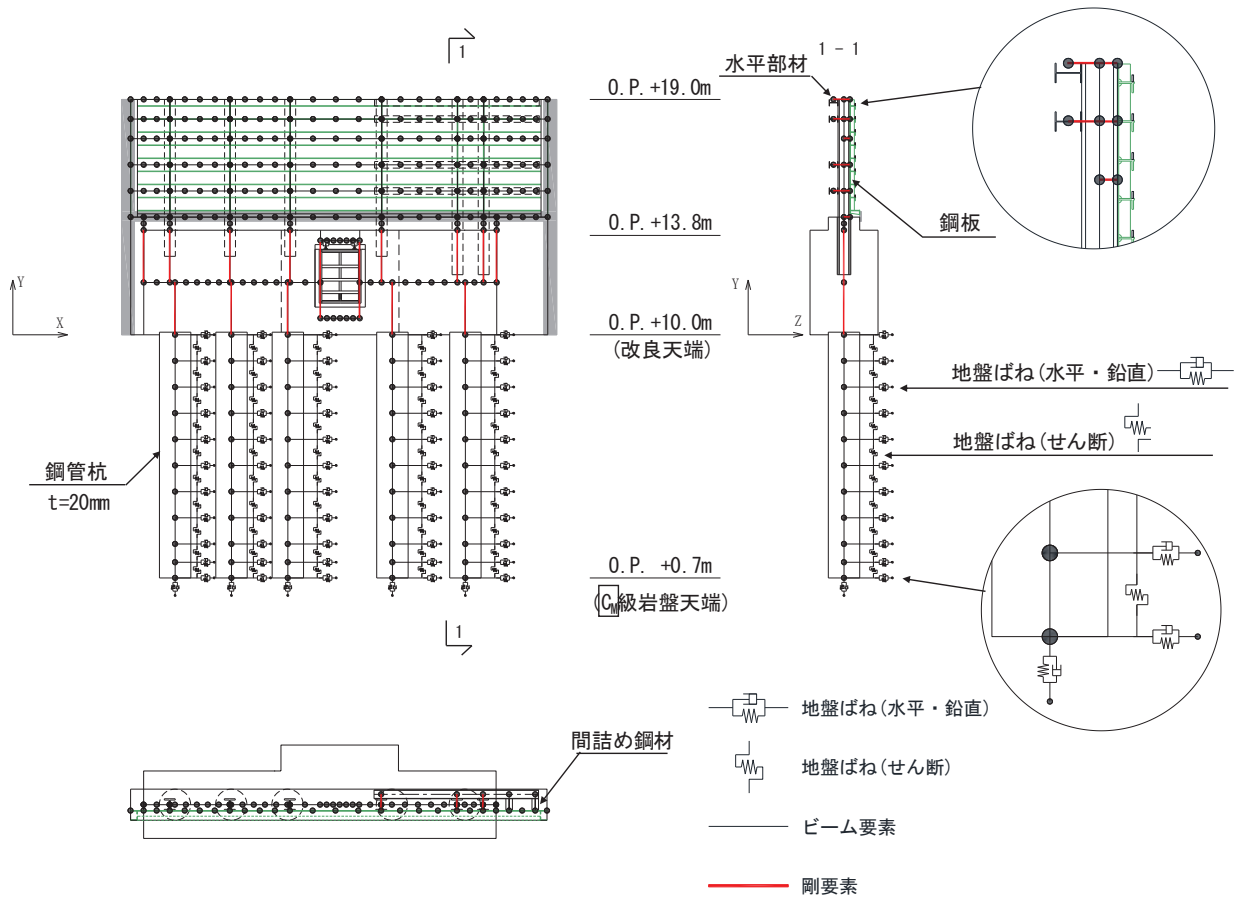 1
1 - 1
水平部材
O.P. +19.0m
鋼板
O.P. +13.8m
Y
X
Y
Z
O.P. +10.0m
(改良天端)
地盤ばね(水平・鉛直)
地盤ばね(せん断)
鋼管杭
t=20mm
O.P. +0.7m
(CM級岩盤天端)
1
間詰め鋼材
地盤ばね(水平・鉛直)
地盤ばね(せん断)
ビーム要素
剛要素